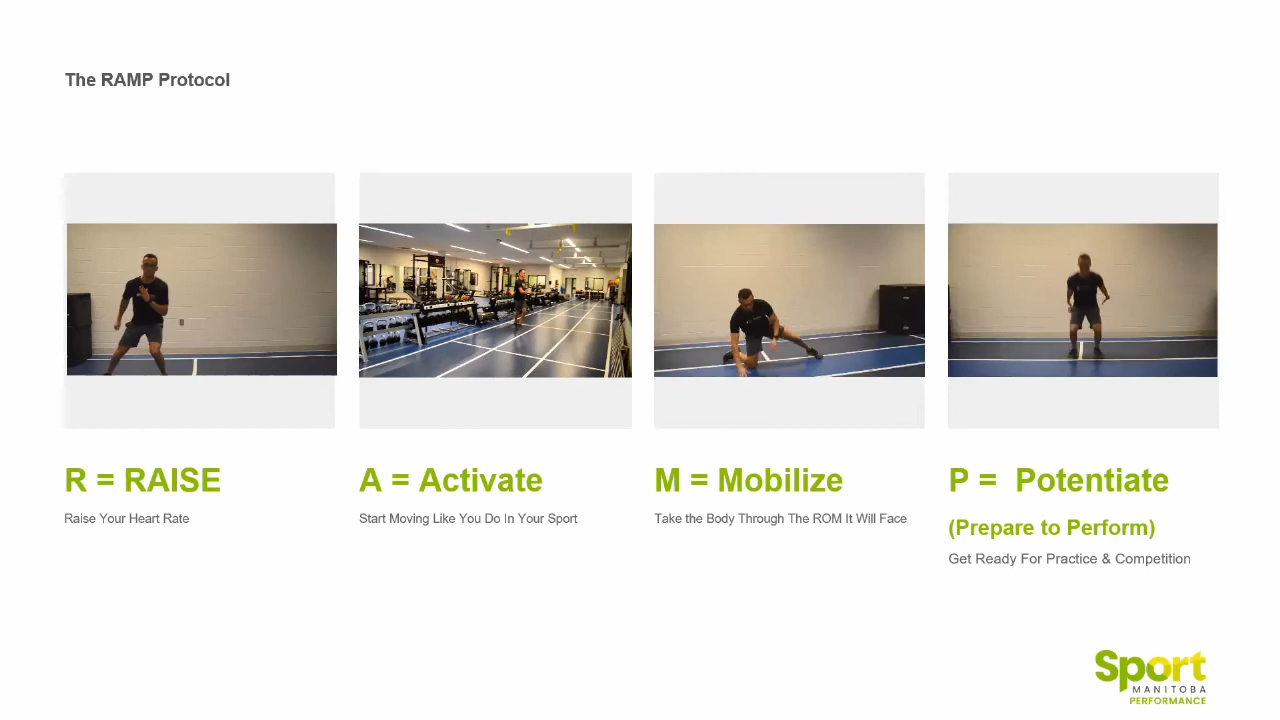 The RAMP Protocol
R = RAISE
Raise Your Heart Rate
A = Activate
Start Moving Like You Do In Your Sport
M = Mobilize
Take the Body Through The ROM It Will Face
P =  Potentiate
(Prepare to Perform)
Get Ready For Practice & Competition
Sport
MANITOBA
PERFORMANCE